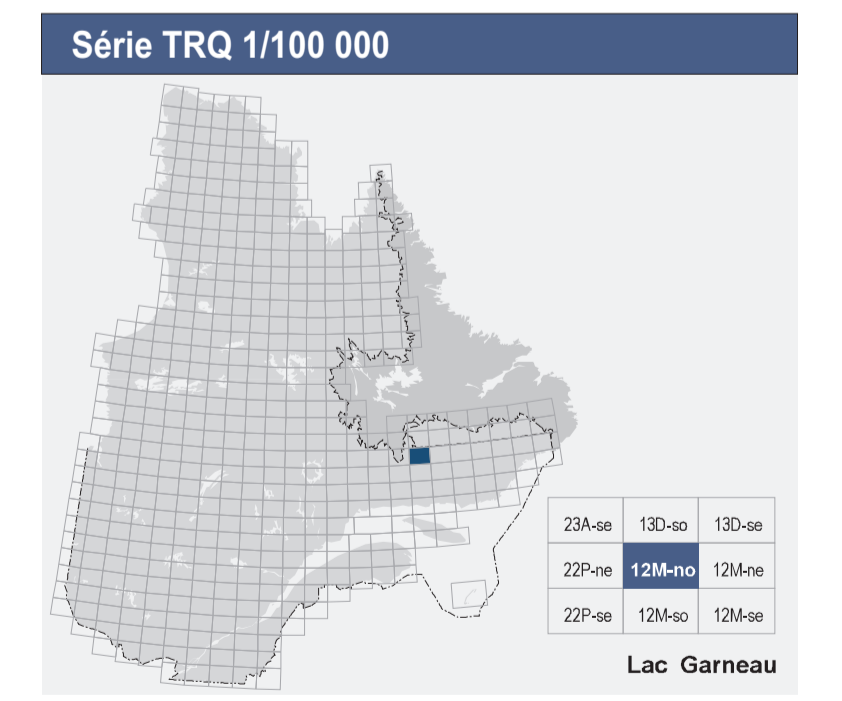 Série TRQ 1/100 000
23A-se 13D-so 13D-se
22P-ne 12M-no 12M-ne
22P-se 12M-so 12M-se
Lac Garneau